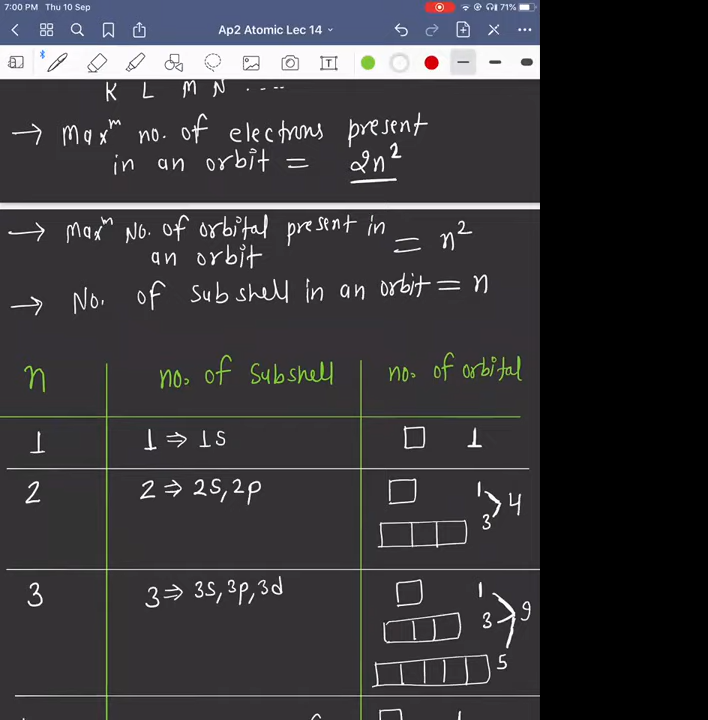 7:00 PM Thu 10 Sep 71%
Ap2 Atomic Lec 14
T
K L M N ....
→ Maxᵐ no. of electrons present
in an orbit = 2n²
→ Maxᵐ No. of orbital present in
an orbit = n²
→ No. of subshell in an orbit = n
n no. of subshell no. of orbital
1 1 ⇒ 1s 1
2 2 ⇒ 2s, 2p 1
3 4
3 3 ⇒ 3s, 3p, 3d 1
3 9
5